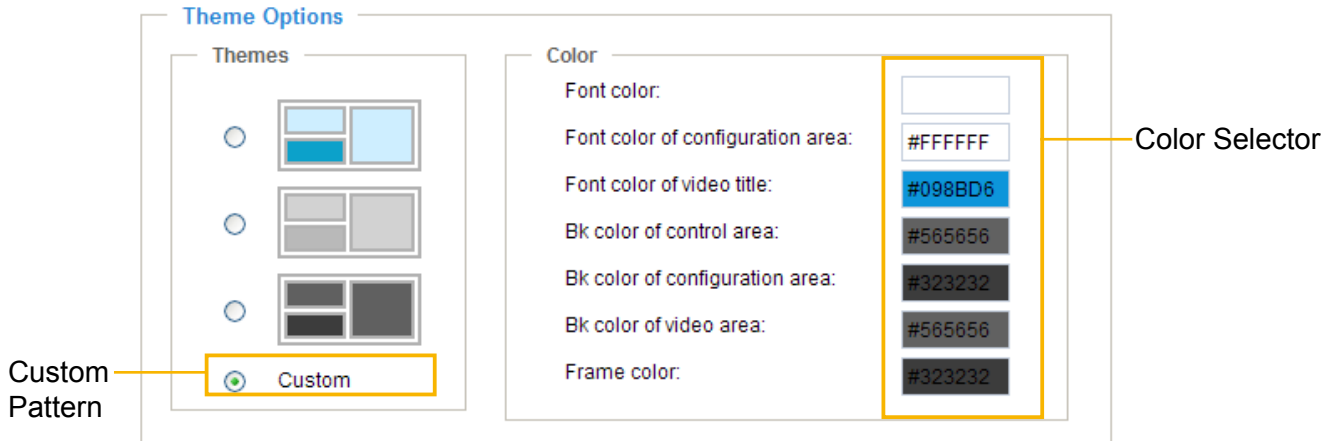 Theme Options
Themes
Custom
Color
Font color:
Font color of configuration area: #FFFFFF
Font color of video title: #098BD6
Bk color of control area: #565656
Bk color of configuration area: #323232
Bk color of video area: #565656
Frame color: #323232
Color Selector
Custom
Pattern